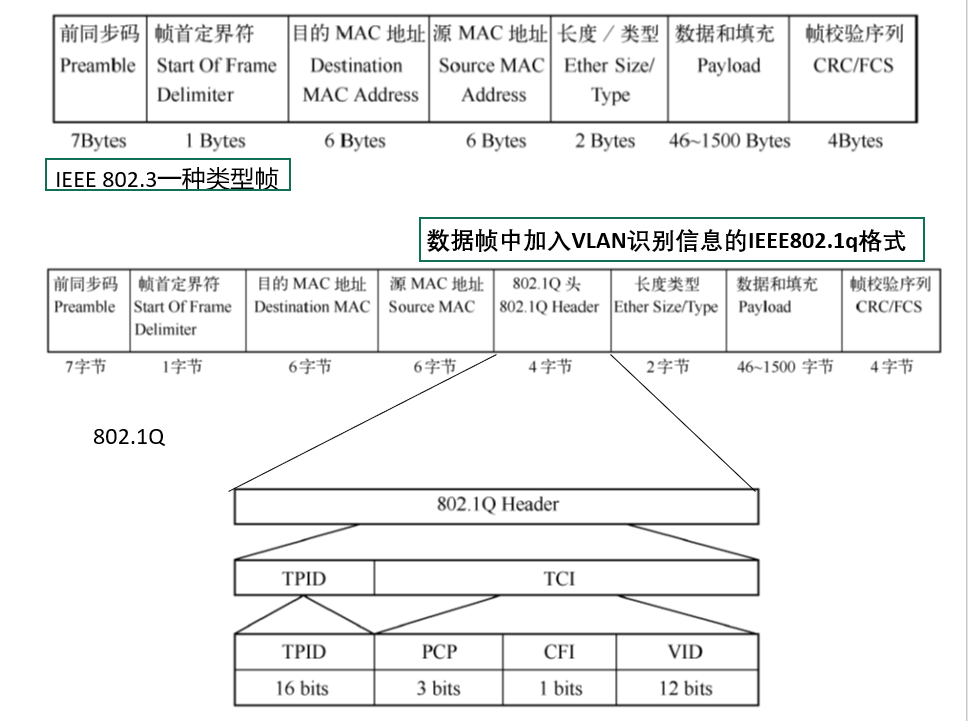 前同步码 帧首定界符 目的 MAC 地址 源 MAC 地址 长度／类型 数据和填充 帧校验序列
Preamble Start Of Frame Destination Source MAC Ether Size/ Payload CRC/FCS
Delimiter MAC Address Address Type
7Bytes 1 Bytes 6 Bytes 6 Bytes 2 Bytes 46~1500 Bytes 4Bytes
IEEE 802.3一种类型帧
数据帧中加入VLAN识别信息的IEEE802.1q格式
前同步码 帧首定界符 目的 MAC 地址 源 MAC 地址 802.1Q 头 长度类型 数据和填充 帧校验序列
Preamble Start Of Frame Destination MAC Source MAC 802.1Q Header Ether Size/Type Payload CRC/FCS
Delimiter
7字节 1字节 6字节 6字节 4字节 2字节 46~1500 字节 4字节
802.1Q
802.1Q Header
TPID TCI
TPID PCP CFI VID
16 bits 3 bits 1 bits 12 bits